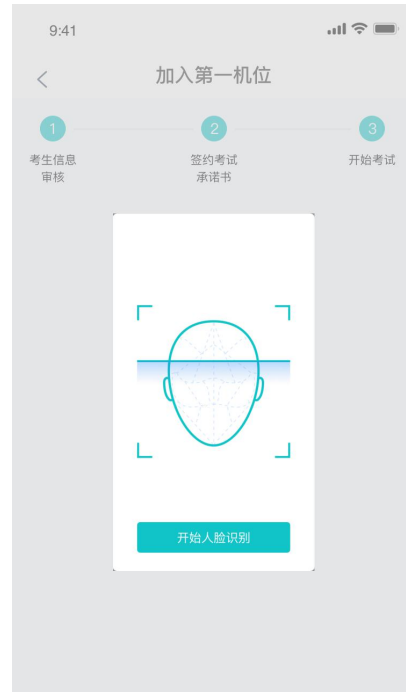 9:41
加入第一机位
1
2
3
考生信息
审核
签约考试
承诺书
开始考试
开始人脸识别